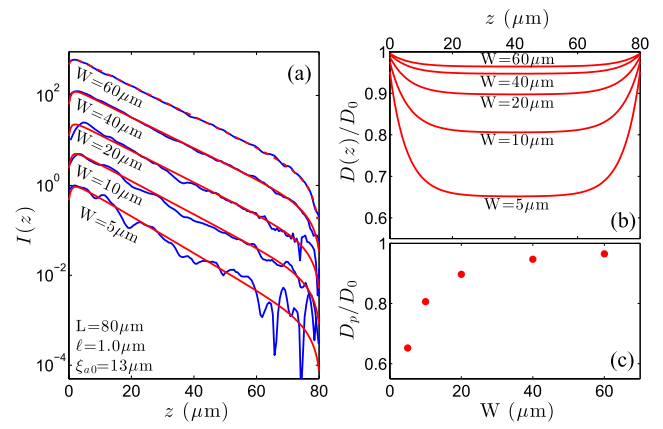 (a)
10²
10⁰
10⁻²
10⁻⁴
I(z)
W=60μm
W=40μm
W=20μm
W=10μm
W=5μm
L=80μm
ℓ=1.0μm
ξₐ₀=13μm
0 20 40 60 80
z (μm)
z (μm)
0 20 40 60 80
1
0.9
0.8
0.7
0.6
D(z)/D₀
W=60μm
W=40μm
W=20μm
W=10μm
W=5μm
(b)
1
0.8
0.6
Dₚ/D₀
(c)
0 20 40 60
W (μm)